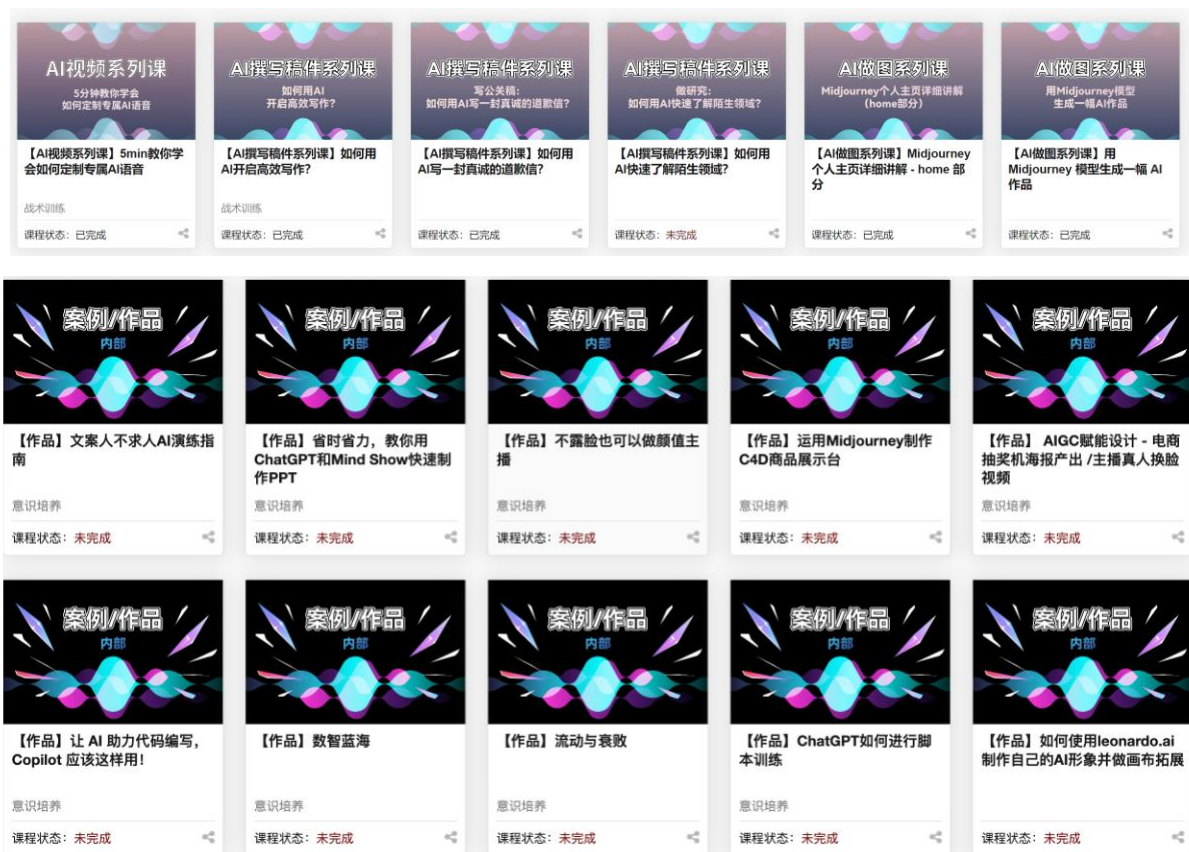 AI视频系列课
5分钟教你学会
如何定制专属AI语音
【AI视频系列课】5min教你学
会如何定制专属AI语音
战术训练
课程状态：已完成
AI撰写稿件系列课
如何用AI
开启高效写作？
【AI撰写稿件系列课】如何用
AI开启高效写作？
战术训练
课程状态：已完成
AI撰写稿件系列课
写公关稿：
如何用AI写一封真诚的道歉信？
【AI撰写稿件系列课】如何用
AI写一封真诚的道歉信？
课程状态：已完成
AI撰写稿件系列课
做研究：
如何用AI快速了解陌生领域？
【AI撰写稿件系列课】如何用
AI快速了解陌生领域？
课程状态：未完成
AI做图系列课
Midjourney个人主页详细讲解
（home部分）
【AI做图系列课】Midjourney
个人主页详细讲解 - home 部
分
课程状态：已完成
AI做图系列课
用Midjourney模型
生成一幅AI作品
【AI做图系列课】用
Midjourney 模型生成一幅 AI
作品
课程状态：已完成
案例/作品
内部
【作品】文案人不求人AI演练指
南
意识培养
课程状态：未完成
案例/作品
内部
【作品】省时省力，教你用
ChatGPT和Mind Show快速制
作PPT
意识培养
课程状态：未完成
案例/作品
内部
【作品】不露脸也可以做颜值主
播
意识培养
课程状态：未完成
案例/作品
内部
【作品】运用Midjourney制作
C4D商品展示台
意识培养
课程状态：未完成
案例/作品
内部
【作品】 AIGC赋能设计 - 电商
抽奖机海报产出 /主播真人换脸
视频
意识培养
课程状态：未完成
案例/作品
内部
【作品】让 AI 助力代码编写，
Copilot 应该这样用！
意识培养
课程状态：未完成
案例/作品
内部
【作品】数智蓝海
意识培养
课程状态：未完成
案例/作品
内部
【作品】流动与衰败
意识培养
课程状态：未完成
案例/作品
内部
【作品】ChatGPT如何进行脚
本训练
意识培养
课程状态：未完成
案例/作品
内部
【作品】如何使用leonardo.ai
制作自己的AI形象并做画布拓展
课程状态：未完成